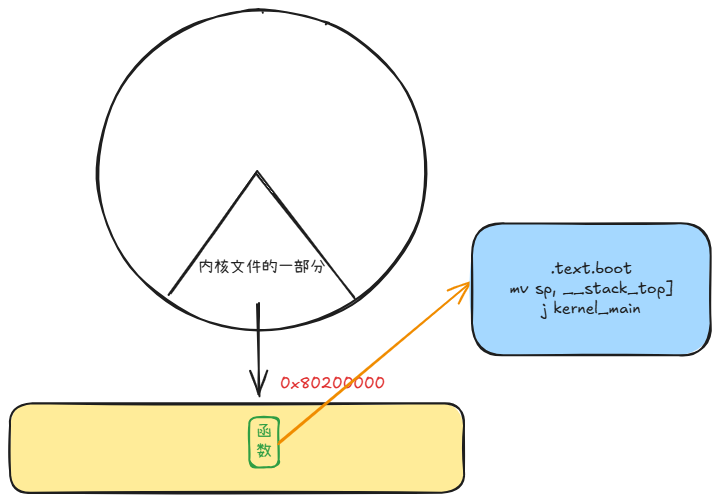 内核文件的一部分
.text.boot
mv sp, __stack_top]
j kernel_main
0x80200000
函
数